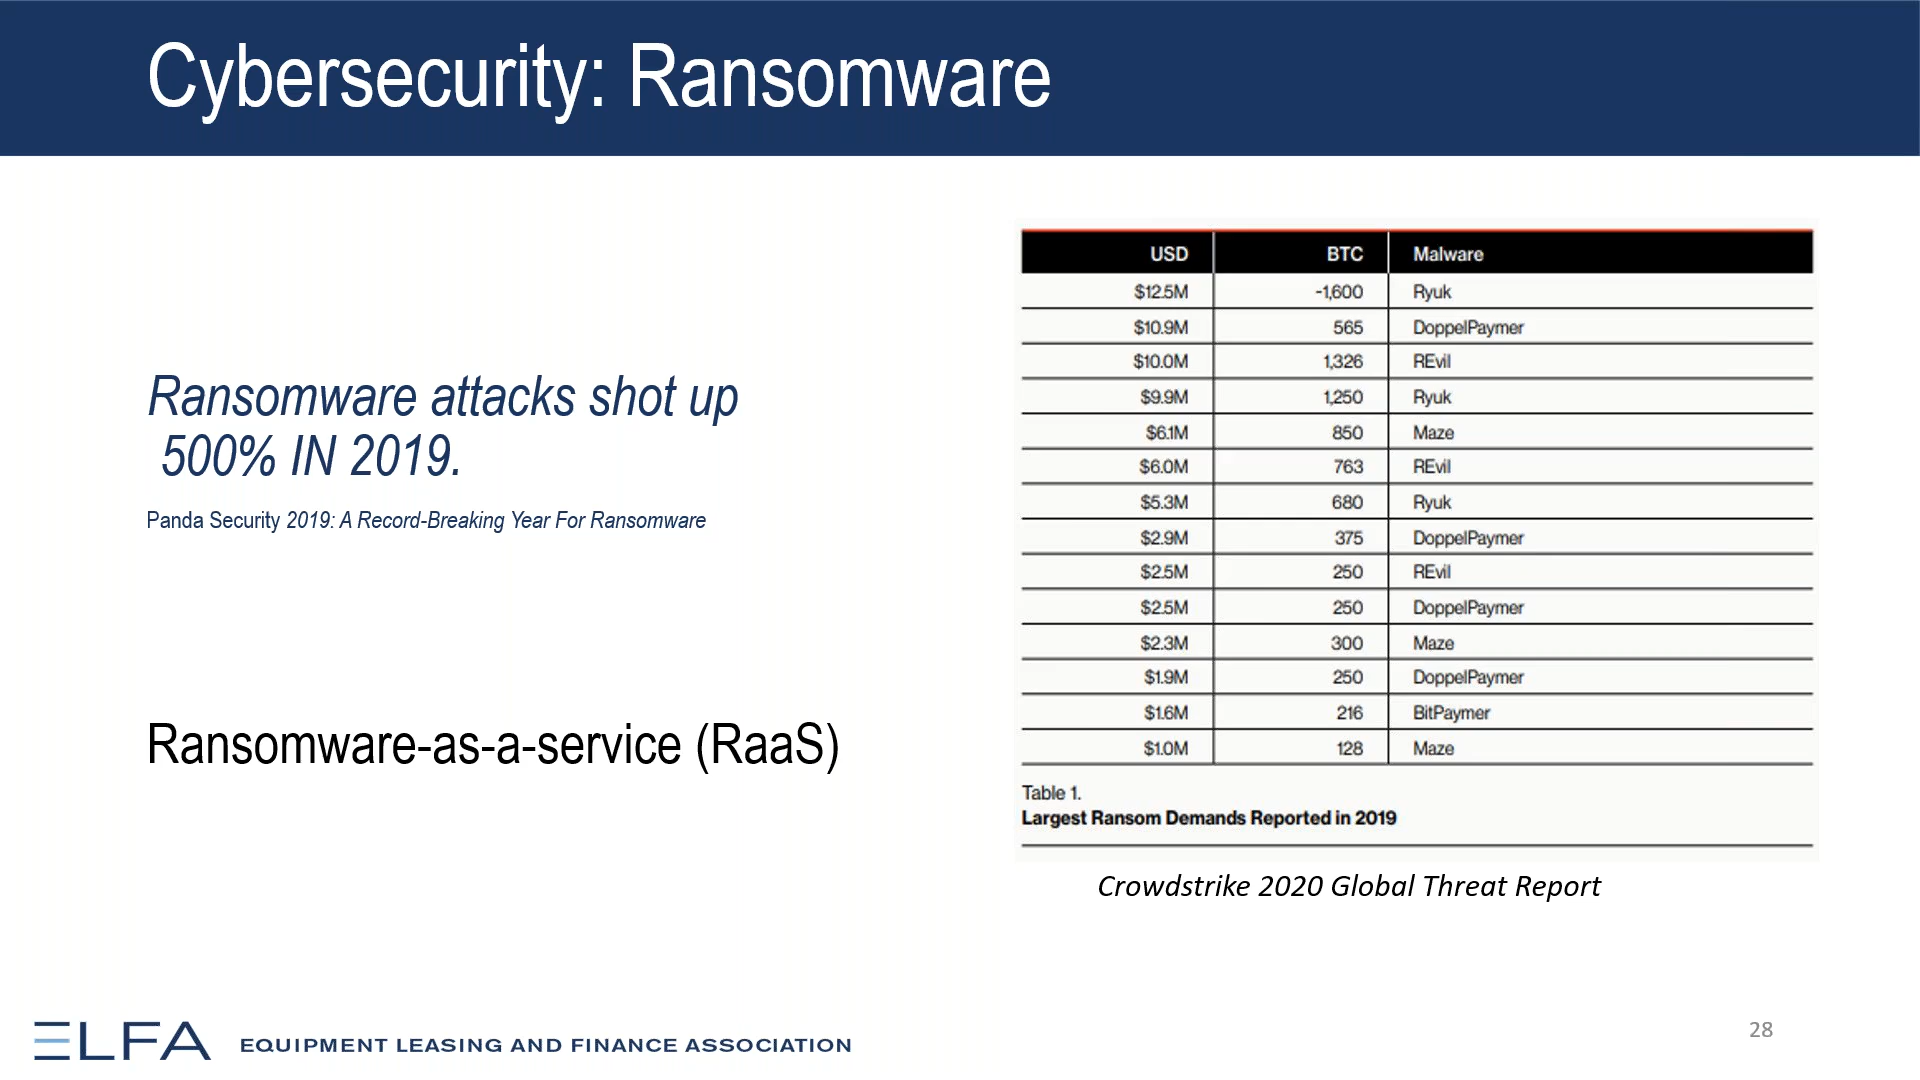 Cybersecurity: Ransomware
Ransomware attacks shot up
500% IN 2019.
Panda Security 2019: A Record-Breaking Year For Ransomware
Ransomware-as-a-service (RaaS)
USD BTC Malware
$12.5M -1,600 Ryuk
$10.9M 565 DoppelPaymer
$10.0M 1,326 REvil
$9.9M 1,250 Ryuk
$6.1M 850 Maze
$6.0M 763 REvil
$5.3M 680 Ryuk
$2.9M 375 DoppelPaymer
$2.5M 250 REvil
$2.5M 250 DoppelPaymer
$2.3M 300 Maze
$1.9M 250 DoppelPaymer
$1.6M 216 BitPaymer
$1.0M 128 Maze
Table 1.
Largest Ransom Demands Reported in 2019
Crowdstrike 2020 Global Threat Report
ELFA EQUIPMENT LEASING AND FINANCE ASSOCIATION
28